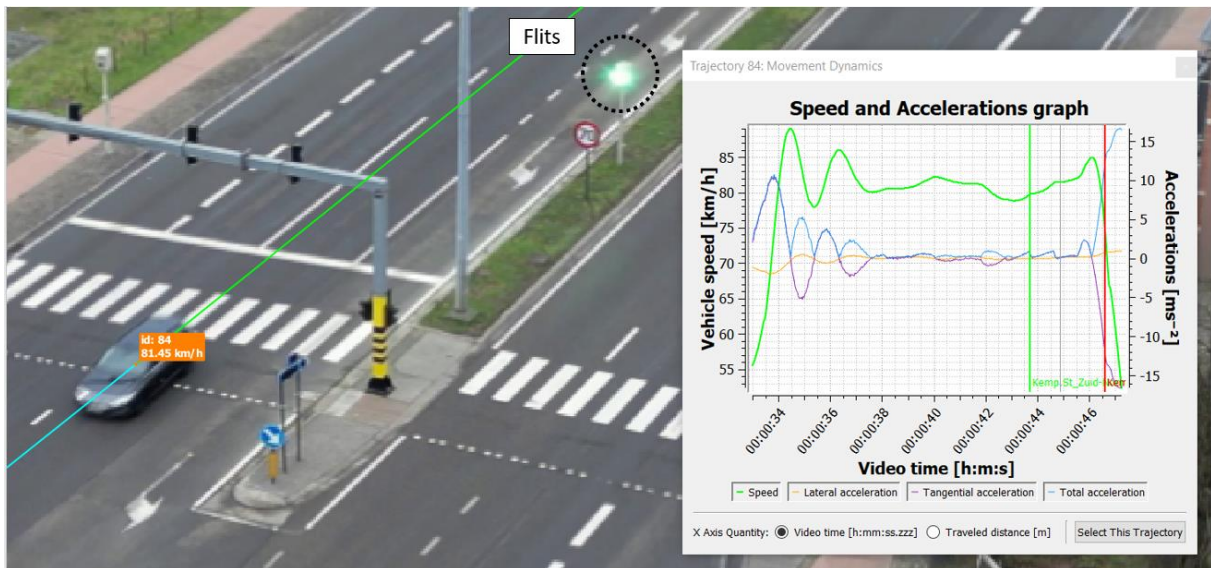 Flits
70
id: 84
81.45 km/h
Trajectory 84: Movement Dynamics
Speed and Accelerations graph
Vehicle speed [km/h]
85
80
75
70
65
60
55
Accelerations [ms⁻²]
15
10
5
0
-5
-10
-15
Kemp.St_Zuid-
Kem
00:00:34
00:00:36
00:00:38
00:00:40
00:00:42
00:00:44
00:00:46
Video time [h:m:s]
Speed Lateral acceleration Tangential acceleration Total acceleration
X Axis Quantity: Video time [h:mm:ss.zzz] Traveled distance [m] Select This Trajectory